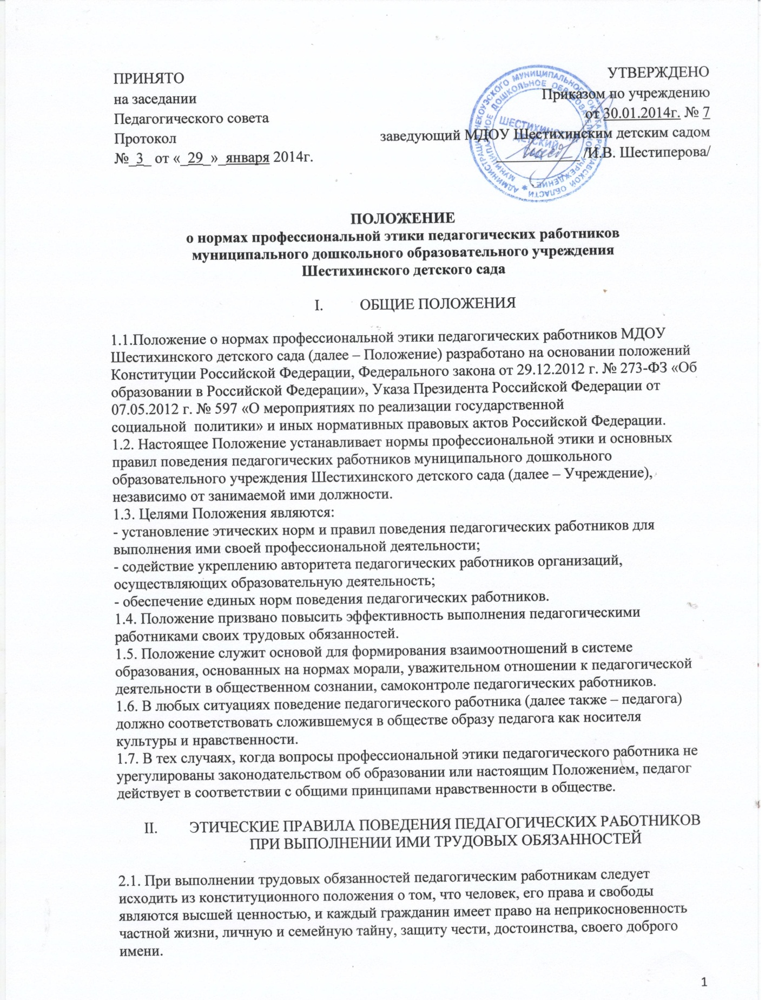 ПРИНЯТО
на заседании
Педагогического совета
Протокол
№_3_ от «_29_»_января 2014г.
УТВЕРЖДЕНО
Приказом по учреждению
от 30.01.2014г. № 7
заведующий МДОУ Шестихинским детским садом
___________ /И.В. Шестиперова/
ШЕСТИХИНСКИЙ
ДЕТСКИЙ
ПОЛОЖЕНИЕ
о нормах профессиональной этики педагогических работников
муниципального дошкольного образовательного учреждения
Шестихинского детского сада
I. ОБЩИЕ ПОЛОЖЕНИЯ
1.1.Положение о нормах профессиональной этики педагогических работников МДОУ
Шестихинского детского сада (далее – Положение) разработано на основании положений
Конституции Российской Федерации, Федерального закона от 29.12.2012 г. № 273-ФЗ «Об
образовании в Российской Федерации», Указа Президента Российской Федерации от
07.05.2012 г. № 597 «О мероприятиях по реализации государственной
социальной  политики» и иных нормативных правовых актов Российской Федерации.
1.2. Настоящее Положение устанавливает нормы профессиональной этики и основных
правил поведения педагогических работников муниципального дошкольного
образовательного учреждения Шестихинского детского сада (далее – Учреждение),
независимо от занимаемой ими должности.
1.3. Целями Положения являются:
- установление этических норм и правил поведения педагогических работников для
выполнения ими своей профессиональной деятельности;
- содействие укреплению авторитета педагогических работников организаций,
осуществляющих образовательную деятельность;
- обеспечение единых норм поведения педагогических работников.
1.4. Положение призвано повысить эффективность выполнения педагогическими
работниками своих трудовых обязанностей.
1.5. Положение служит основой для формирования взаимоотношений в системе
образования, основанных на нормах морали, уважительном отношении к педагогической
деятельности в общественном сознании, самоконтроле педагогических работников.
1.6. В любых ситуациях поведение педагогического работника (далее также – педагога)
должно соответствовать сложившемуся в обществе образу педагога как носителя
культуры и нравственности.
1.7. В тех случаях, когда вопросы профессиональной этики педагогического работника не
урегулированы законодательством об образовании или настоящим Положением, педагог
действует в соответствии с общими принципами нравственности в обществе.
II. ЭТИЧЕСКИЕ ПРАВИЛА ПОВЕДЕНИЯ ПЕДАГОГИЧЕСКИХ РАБОТНИКОВ
ПРИ ВЫПОЛНЕНИИ ИМИ ТРУДОВЫХ ОБЯЗАННОСТЕЙ
2.1. При выполнении трудовых обязанностей педагогическим работникам следует
исходить из конституционного положения о том, что человек, его права и свободы
являются высшей ценностью, и каждый гражданин имеет право на неприкосновенность
частной жизни, личную и семейную тайну, защиту чести, достоинства, своего доброго
имени.
1